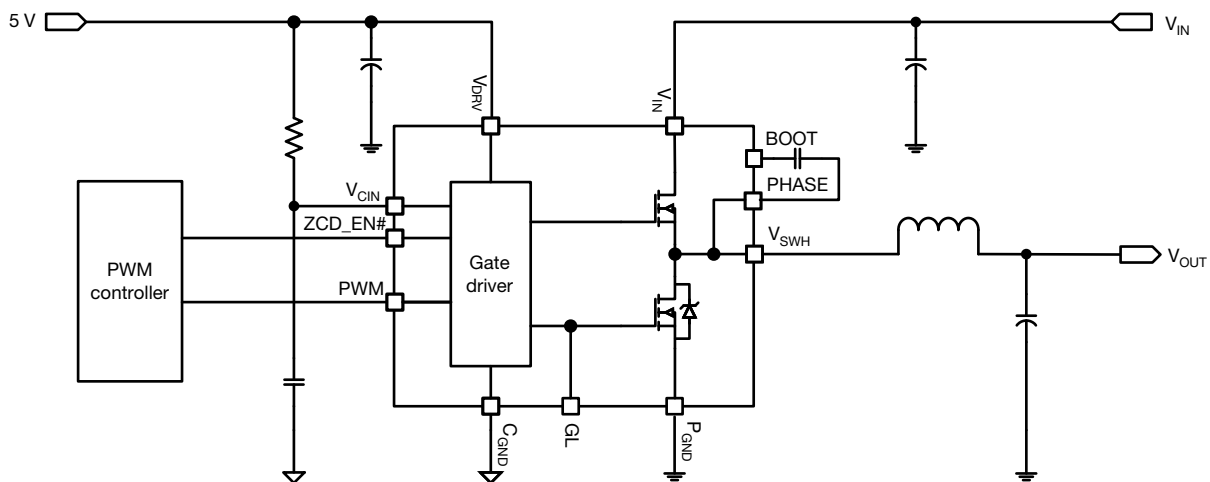 5 V
V_IN
V_DRV
V_IN
BOOT
PHASE
V_CIN
ZCD_EN#
V_SWH
PWM
controller
Gate
driver
PWM
V_OUT
C_GND
GL
P_GND